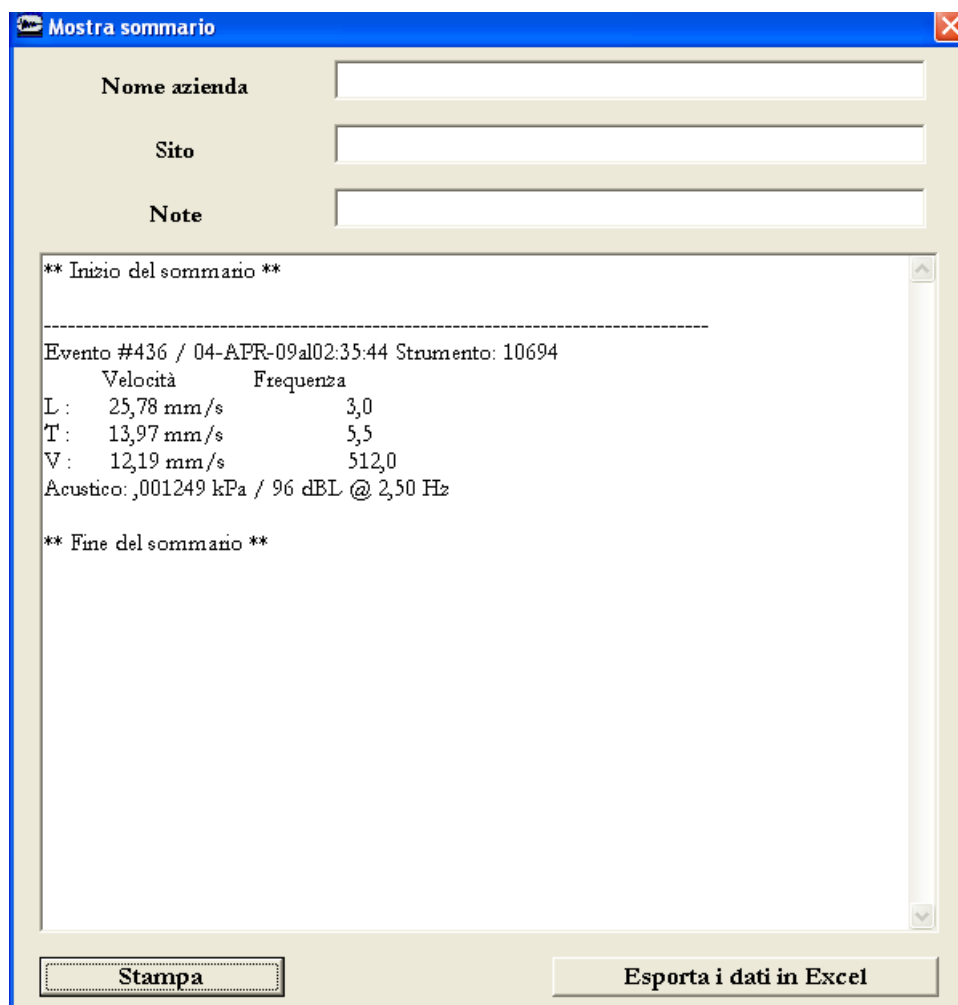 Mostra sommario
Nome azienda
Sito
Note
** Inizio del sommario **
-----------------------------------------------------------------------------------
Evento #436 / 04-APR-09al02:35:44 Strumento: 10694
Velocità Frequenza
L : 25,78 mm/s 3,0
T : 13,97 mm/s 5,5
V : 12,19 mm/s 512,0
Acustico: ,001249 kPa / 96 dBL @ 2,50 Hz
** Fine del sommario **
Stampa
Esporta i dati in Excel